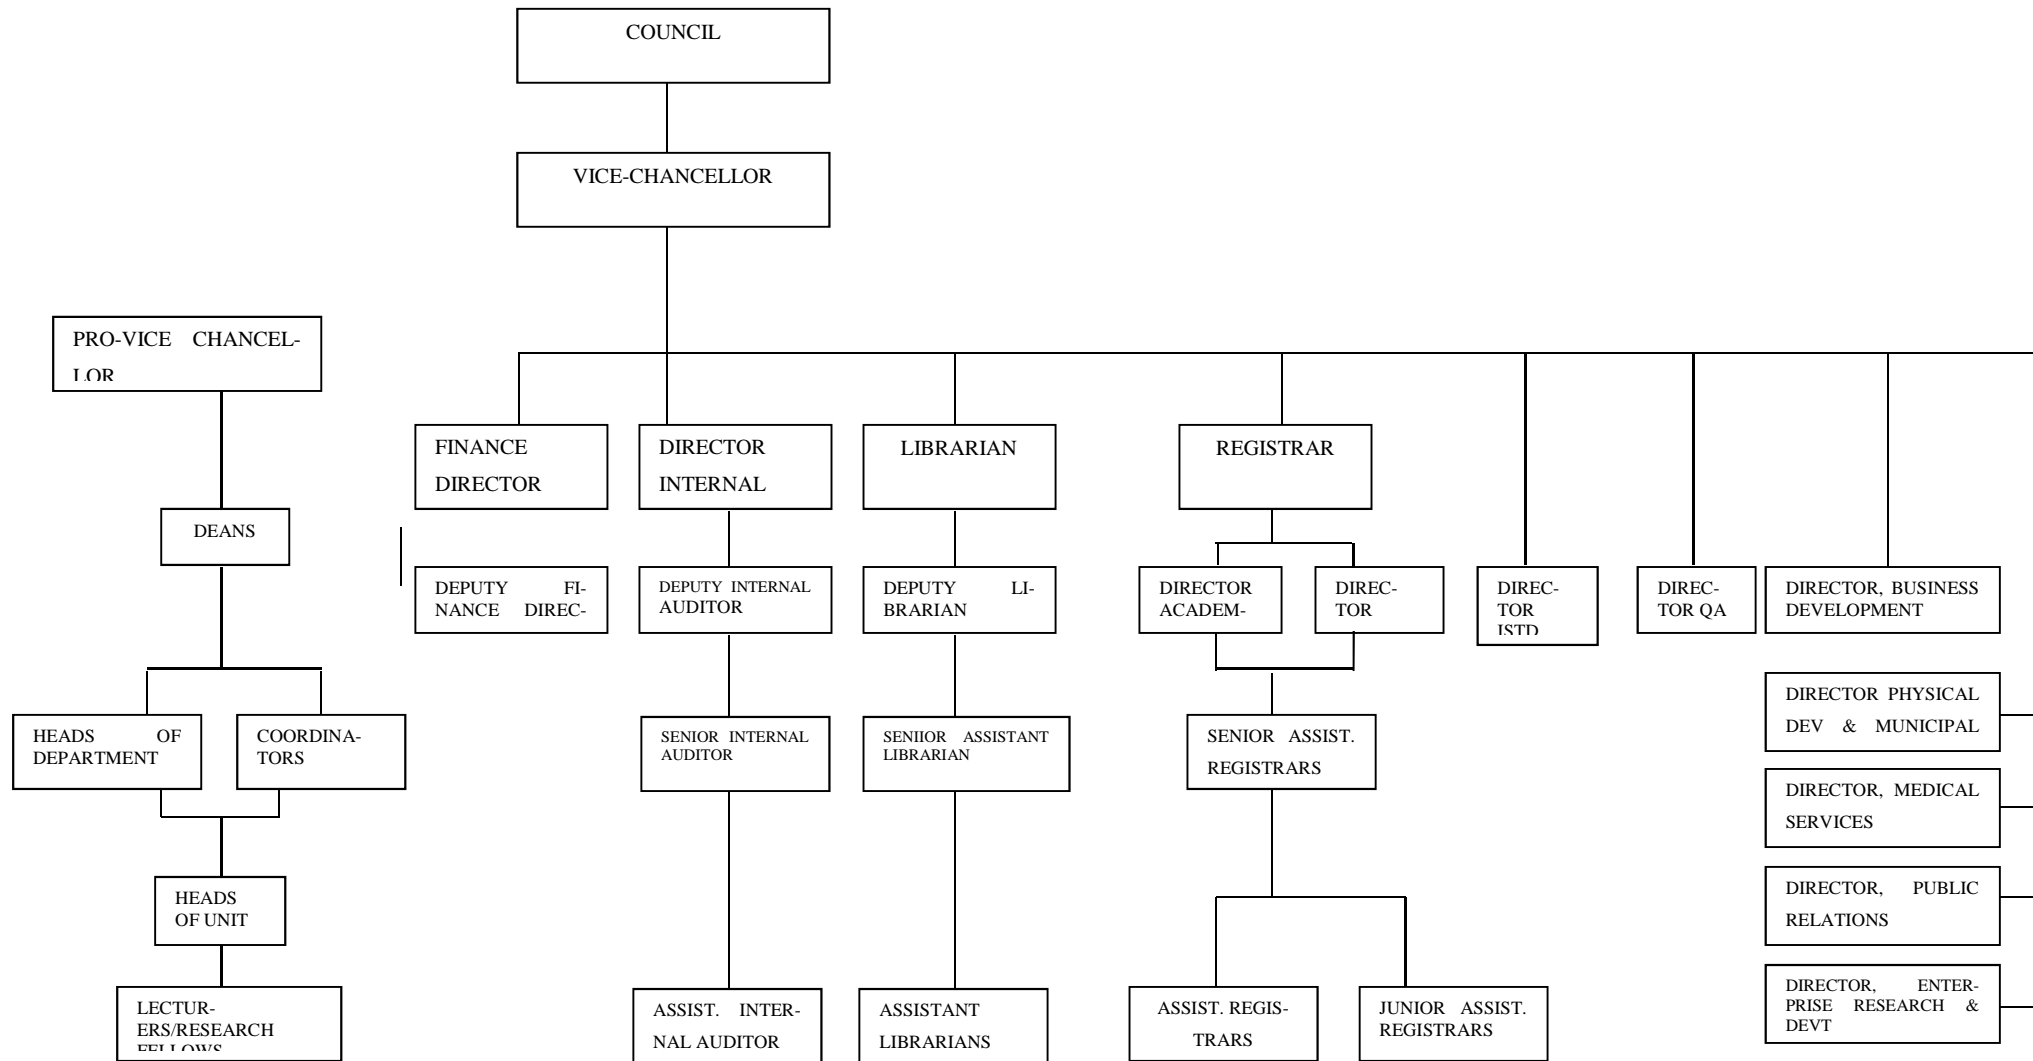 COUNCIL
VICE-CHANCELLOR
PRO-VICE CHANCEL-
LOR
FINANCE
DIRECTOR
DIRECTOR
INTERNAL
LIBRARIAN
REGISTRAR
DEANS
DEPUTY FI-
NANCE DIREC-
DEPUTY INTERNAL
AUDITOR
DEPUTY LI-
BRARIAN
DIRECTOR
ACADEM-
DIREC-
TOR
DIREC-
TOR
ISTD
DIREC-
TOR QA
DIRECTOR, BUSINESS
DEVELOPMENT
HEADS OF
DEPARTMENT
COORDINA-
TORS
SENIOR INTERNAL
AUDITOR
SENIIOR ASSISTANT
LIBRARIAN
SENIOR ASSIST.
REGISTRARS
DIRECTOR PHYSICAL
DEV & MUNICIPAL
DIRECTOR, MEDICAL
SERVICES
HEADS
OF UNIT
DIRECTOR, PUBLIC
RELATIONS
LECTUR-
ERS/RESEARCH
FELLOWS
ASSIST. INTER-
NAL AUDITOR
ASSISTANT
LIBRARIANS
ASSIST. REGIS-
TRARS
JUNIOR ASSIST.
REGISTRARS
DIRECTOR, ENTER-
PRISE RESEARCH &
DEVT